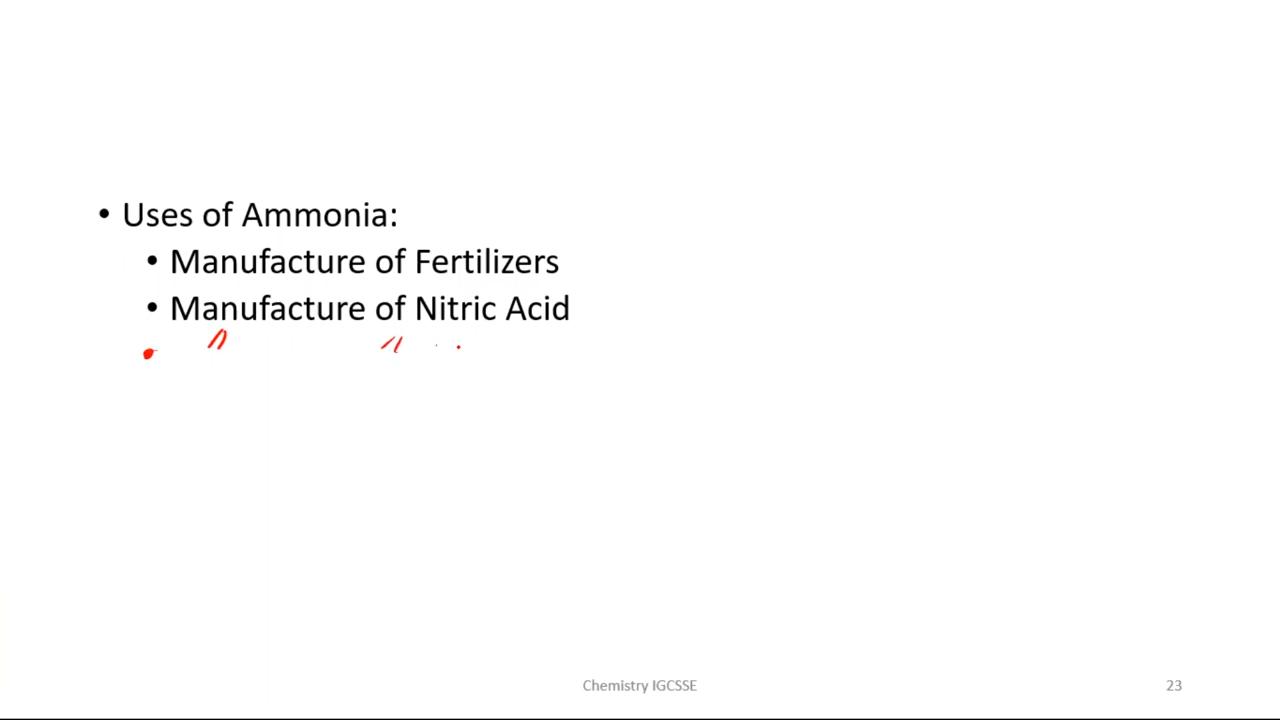 • Uses of Ammonia:
• Manufacture of Fertilizers
• Manufacture of Nitric Acid
• " "
Chemistry IGCSSE
23